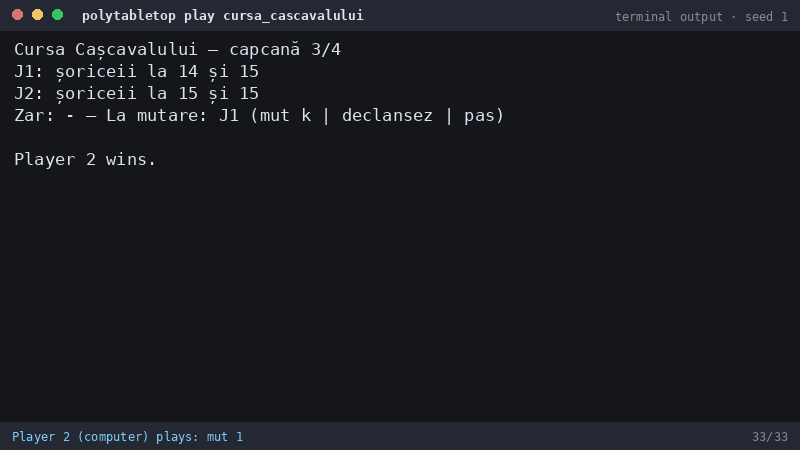 polytabletop play cursa_cascavalului
terminal output · seed 1
Cursa Cașcavalului — capcană 3/4
J1: șoriceii la 14 și 15
J2: șoriceii la 15 și 15
Zar: - — La mutare: J1 (mut k | declansez | pas)
Player 2 wins.
Player 2 (computer) plays: mut 1
33/33